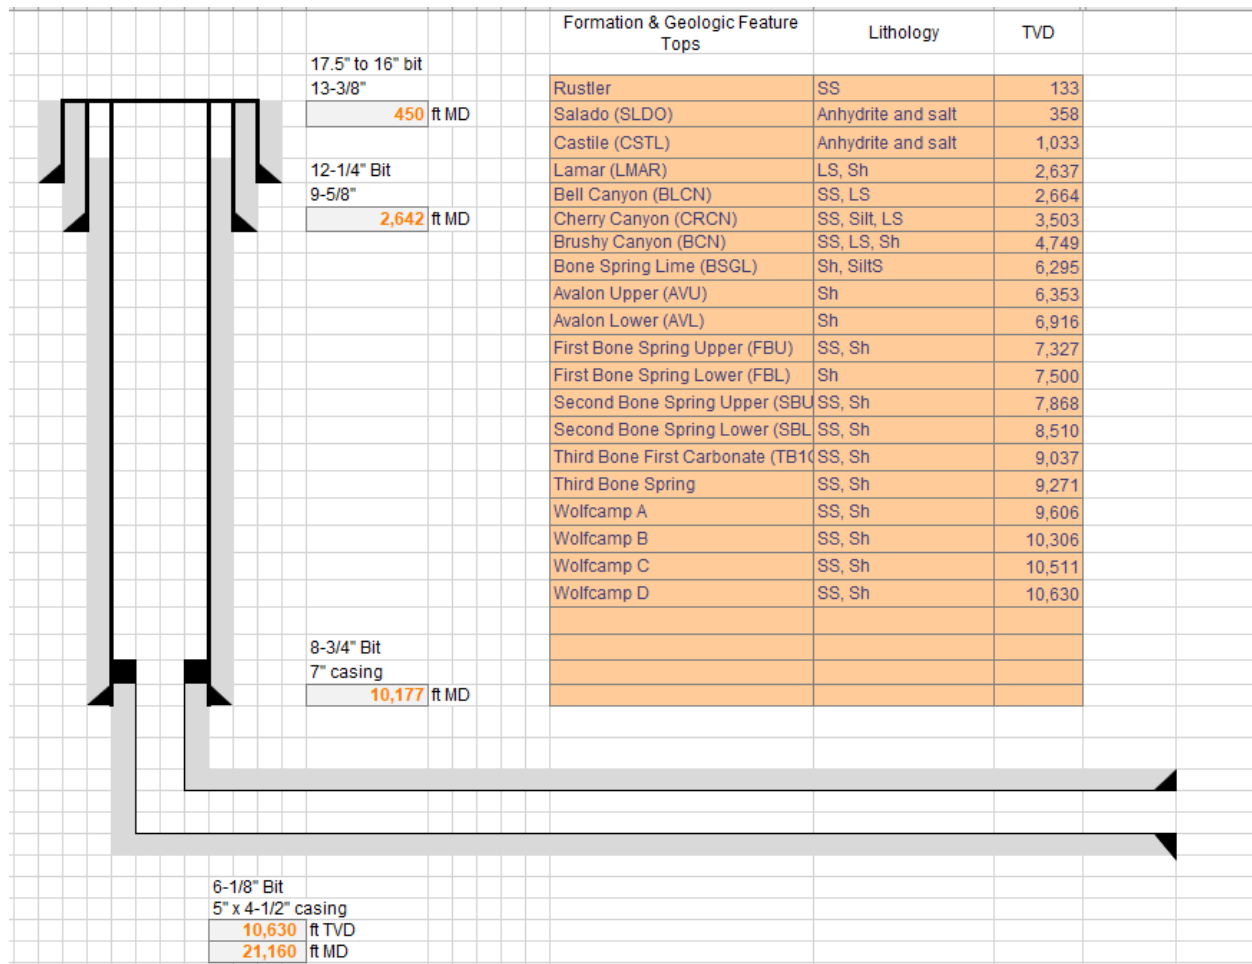 Formation & Geologic Feature Tops Lithology TVD
17.5" to 16" bit
13-3/8" Rustler SS 133
450 ft MD Salado (SLDO) Anhydrite and salt 358
Castile (CSTL) Anhydrite and salt 1,033
12-1/4" Bit Lamar (LMAR) LS, Sh 2,637
9-5/8" Bell Canyon (BLCN) SS, LS 2,664
2,642 ft MD Cherry Canyon (CRCN) SS, Silt, LS 3,503
Brushy Canyon (BCN) SS, LS, Sh 4,749
Bone Spring Lime (BSGL) Sh, SiltS 6,295
Avalon Upper (AVU) Sh 6,353
Avalon Lower (AVL) Sh 6,916
First Bone Spring Upper (FBU) SS, Sh 7,327
First Bone Spring Lower (FBL) Sh 7,500
Second Bone Spring Upper (SBU SS, Sh 7,868
Second Bone Spring Lower (SBL SS, Sh 8,510
Third Bone First Carbonate (TB1C SS, Sh 9,037
Third Bone Spring SS, Sh 9,271
Wolfcamp A SS, Sh 9,606
Wolfcamp B SS, Sh 10,306
Wolfcamp C SS, Sh 10,511
Wolfcamp D SS, Sh 10,630
8-3/4" Bit
7" casing
10,177 ft MD
6-1/8" Bit
5" x 4-1/2" casing
10,630 ft TVD
21,160 ft MD